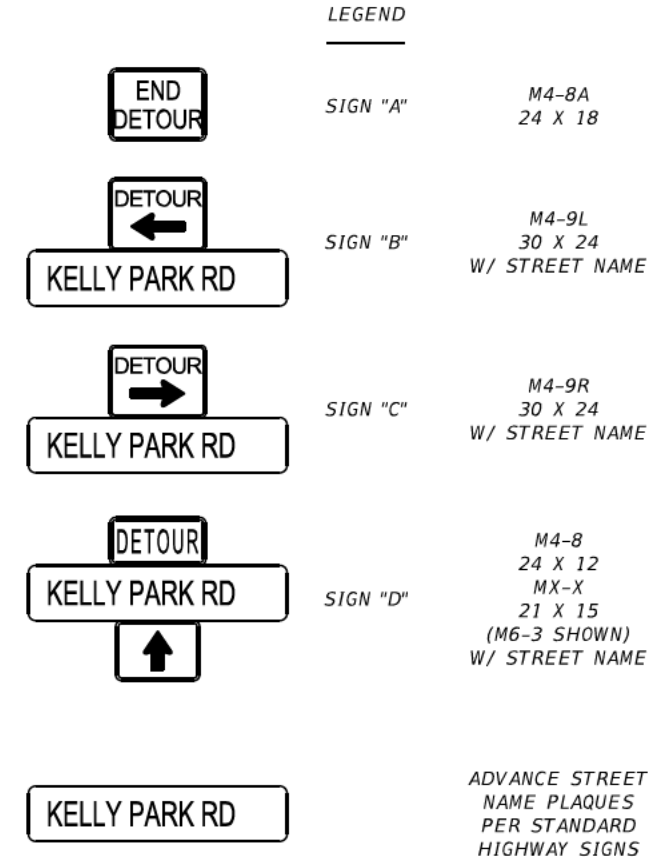 LEGEND
END
DETOUR
SIGN "A"
M4-8A
24 X 18
DETOUR
KELLY PARK RD
SIGN "B"
M4-9L
30 X 24
W/ STREET NAME
DETOUR
KELLY PARK RD
SIGN "C"
M4-9R
30 X 24
W/ STREET NAME
DETOUR
KELLY PARK RD
SIGN "D"
M4-8
24 X 12
MX-X
21 X 15
(M6-3 SHOWN)
W/ STREET NAME
KELLY PARK RD
ADVANCE STREET
NAME PLAQUES
PER STANDARD
HIGHWAY SIGNS